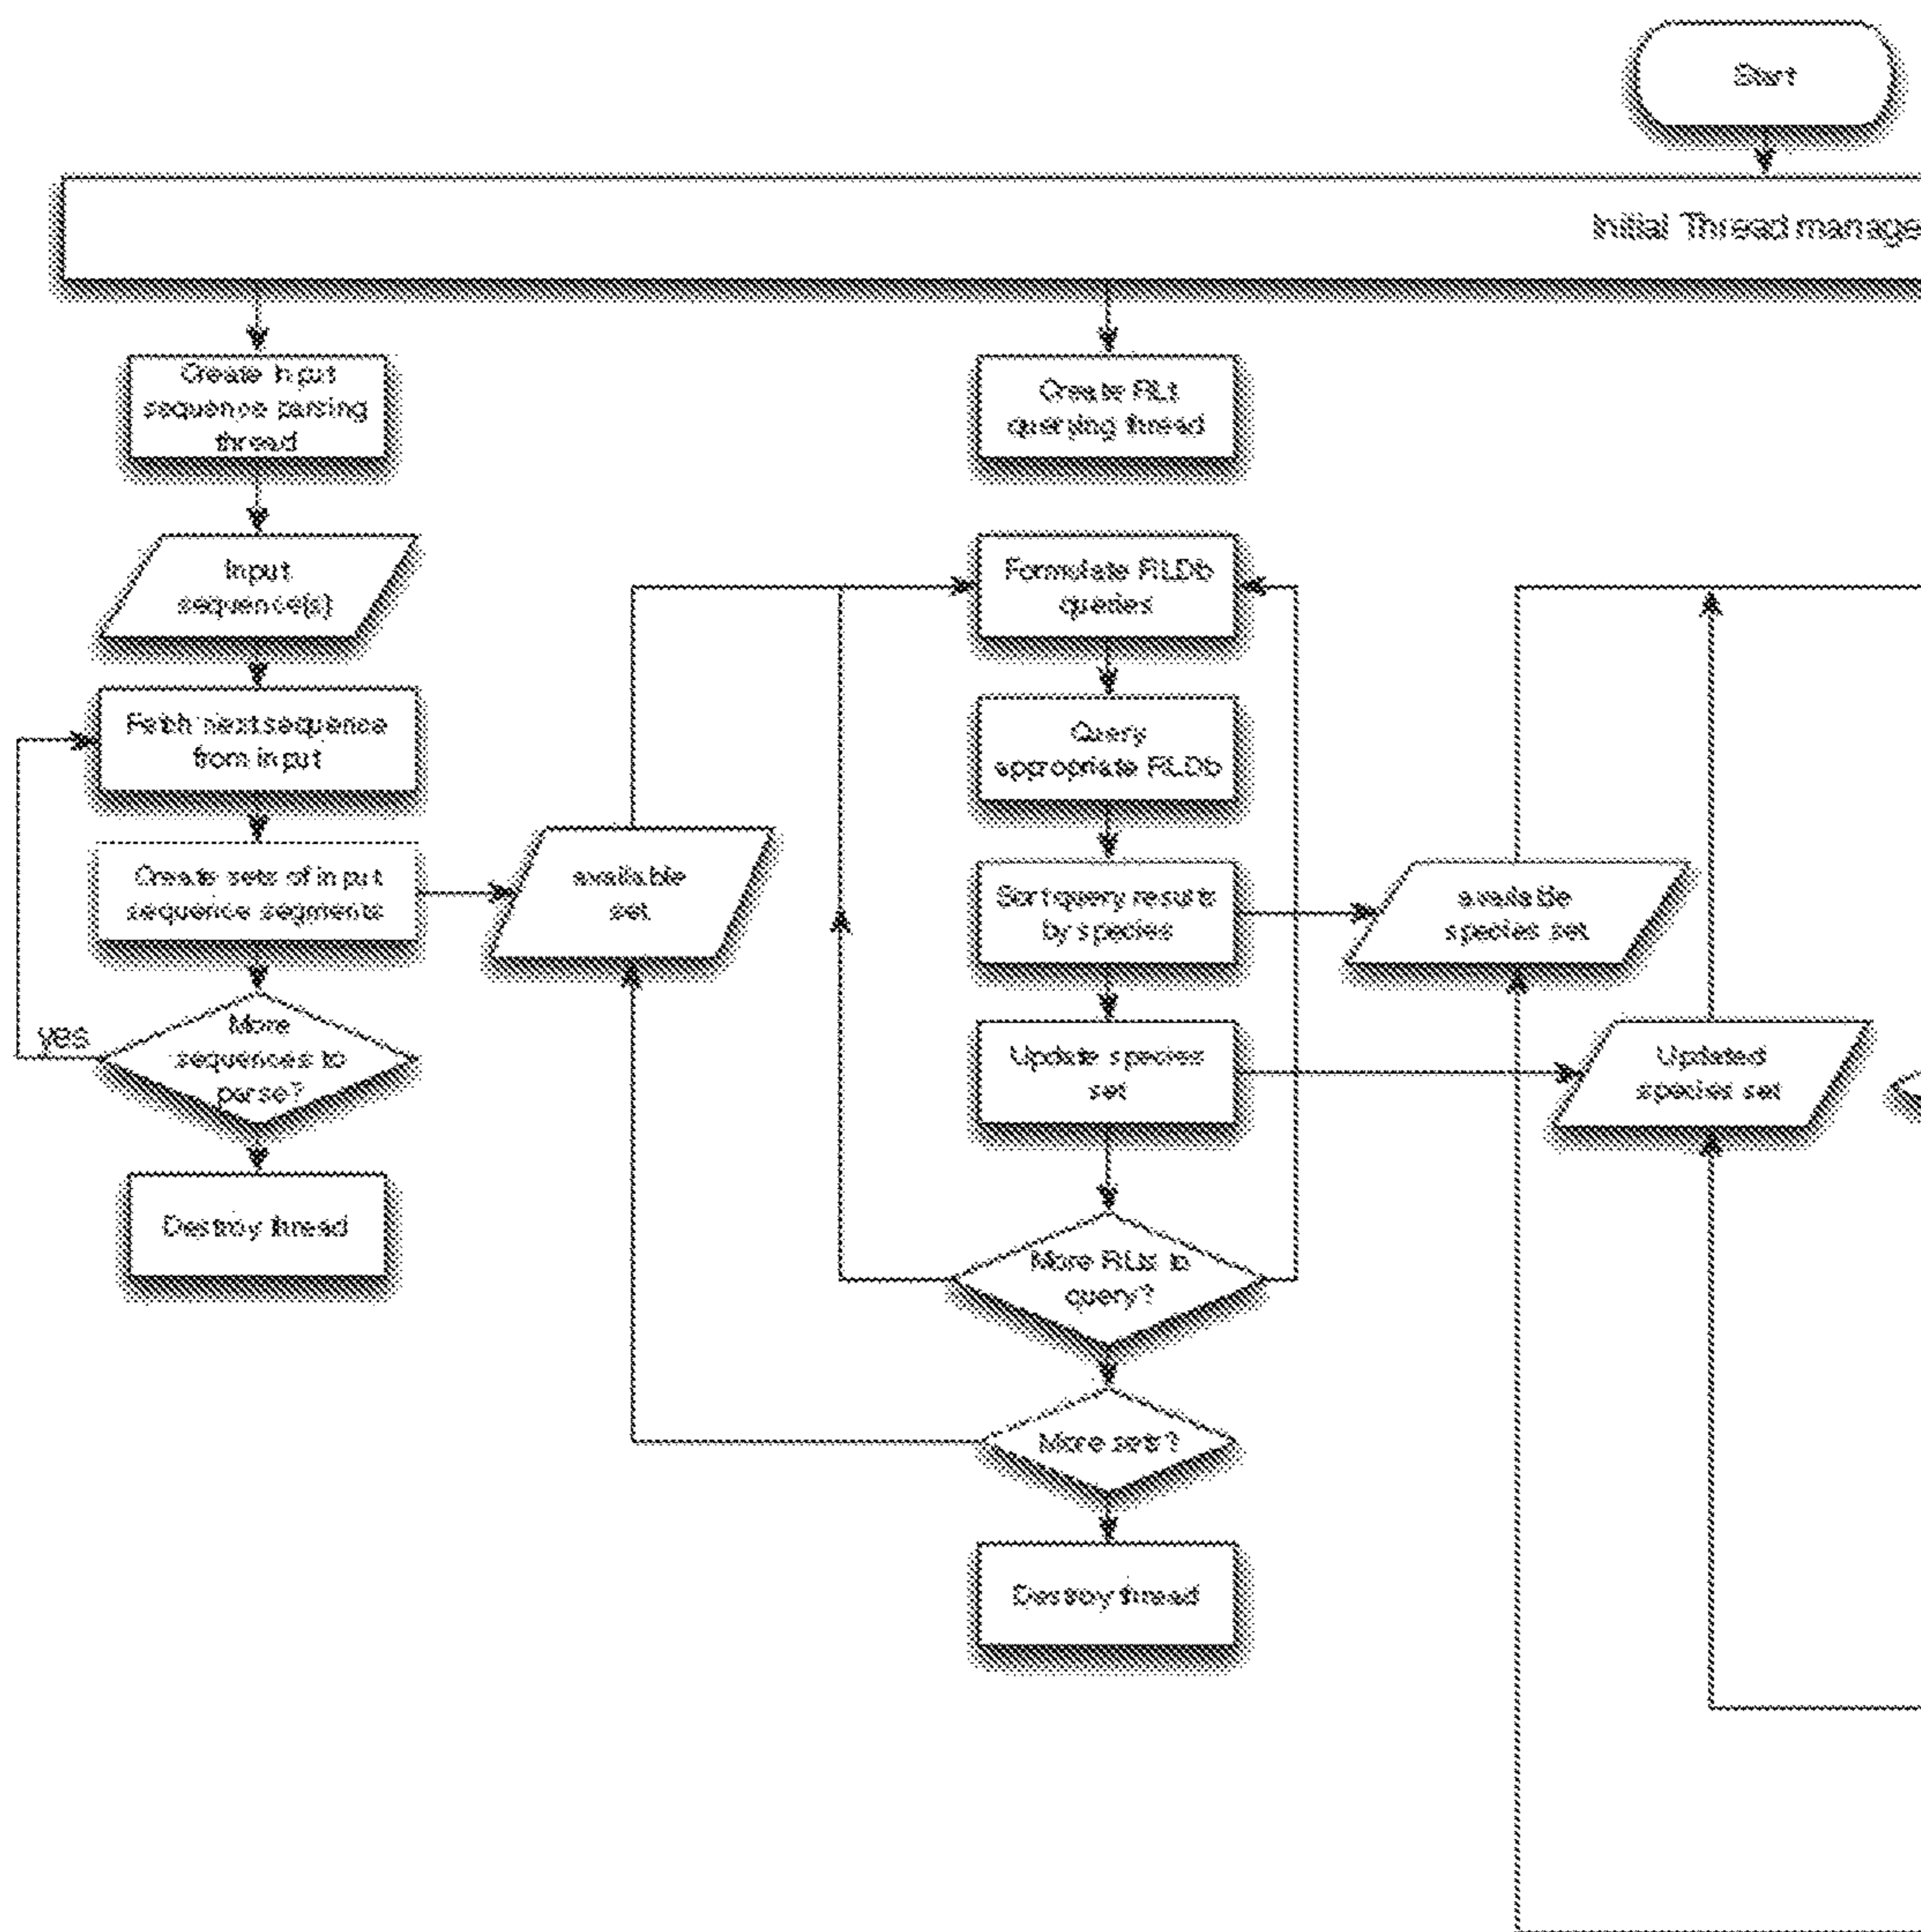 Start
Initial Thread manage
Create input
sequence parsing
thread
Create RLt
querying thread
Input
sequence(s)
Formulate RLDb
queries
Fetch next sequence
from input
Query
appropriate RLDb
Create sets of input
sequence segments
available
set
Sort query results
by species
available
species set
yes
More
sequences to
parse?
Update species
set
Updated
species set
Destroy thread
More to
query?
More sets?
Destroy thread